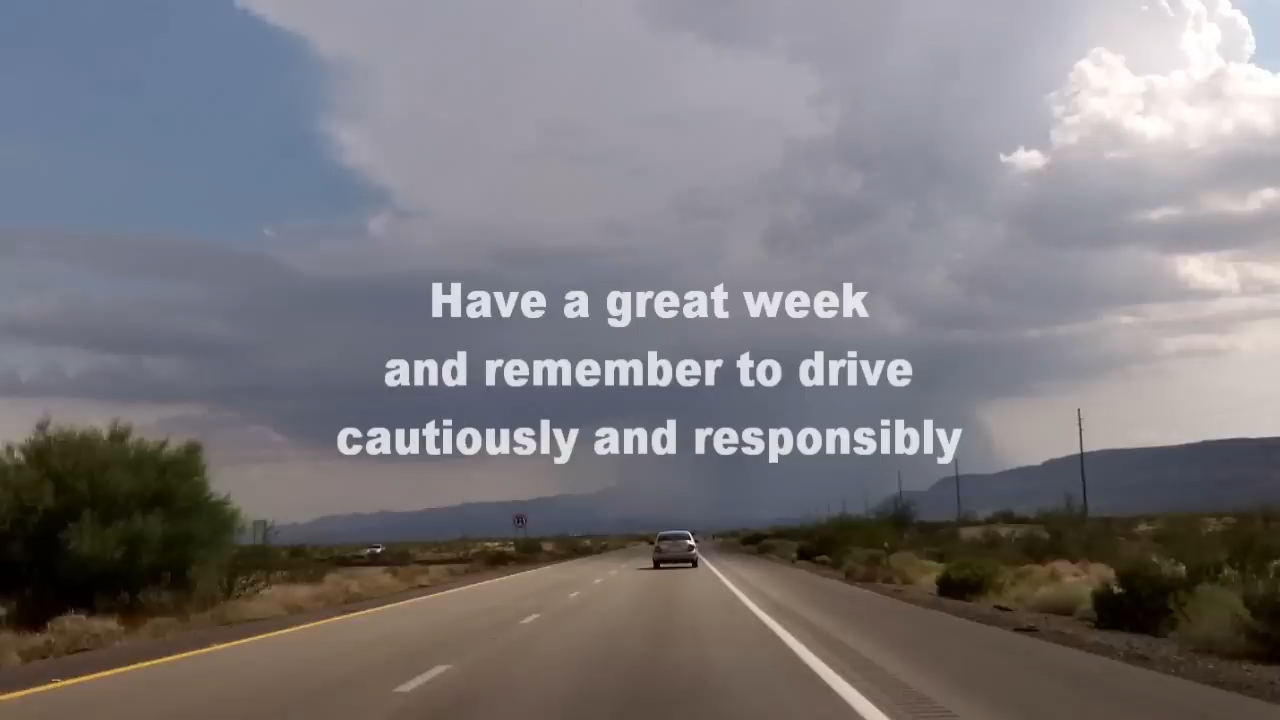 Have a great week
and remember to drive
cautiously and responsibly